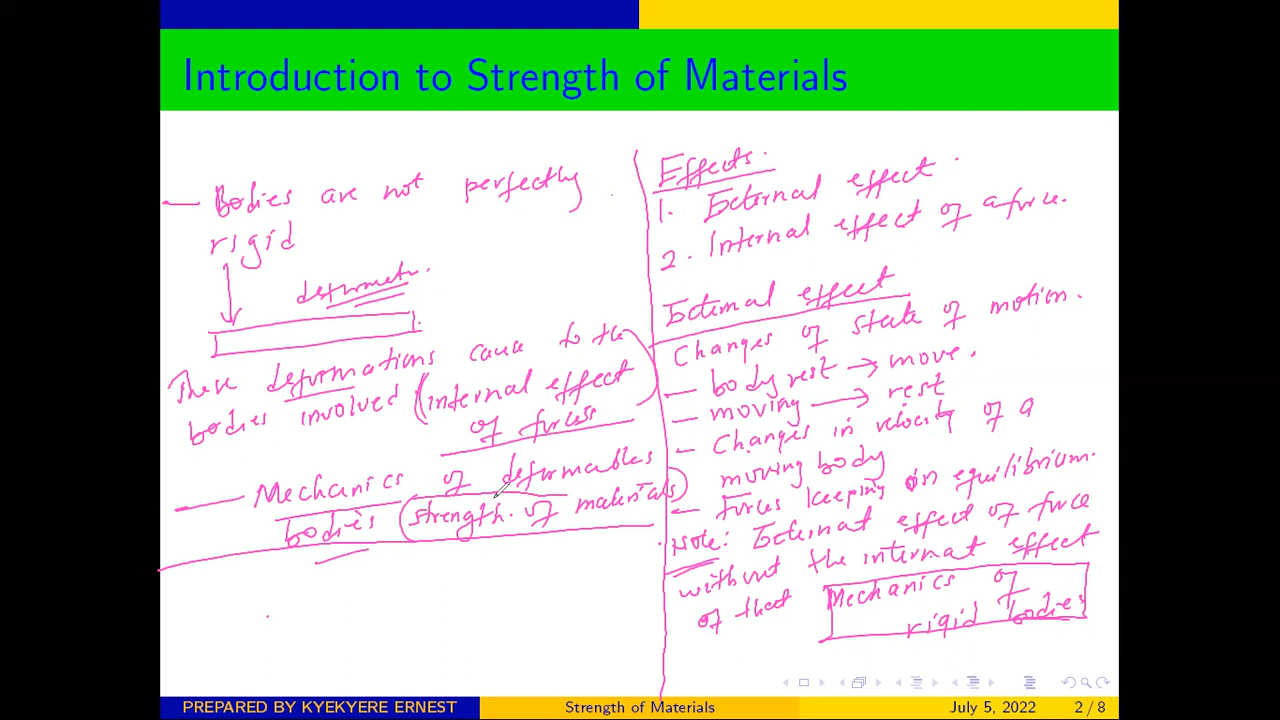 Introduction to Strength of Materials
— Bodies are not perfectly
rigid
deformatn.
These deformations cause to the
bodies involved (internal effect
of forces)
— Mechanics of deformables
bodies (strength of materials)
Effects.
1. External effect.
2. Internal effect of a force.
External effect
Changes of state of motion.
— body rest → move.
— moving → rest
— Changes in velocity of a
moving body
— Forces keeping in equilibrium.
Note: External effect of force
without the internal effect
of that Mechanics of
rigid bodies
PREPARED BY KYEKYERE ERNEST
Strength of Materials
July 5, 2022
2 / 8